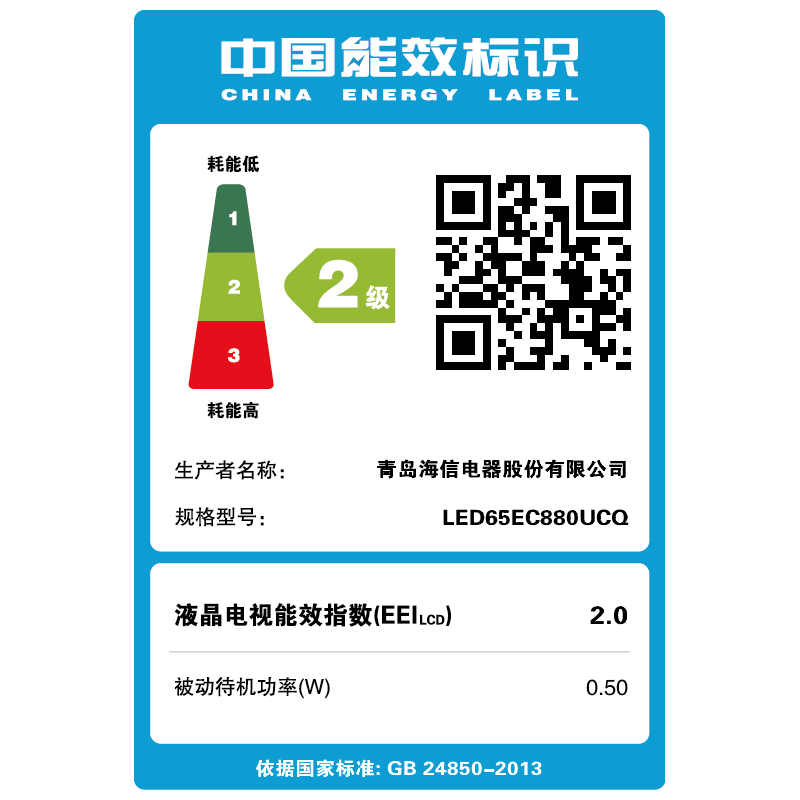 中国能效标识
CHINA ENERGY LABEL
耗能低
1
2
3
2级
耗能高
生产者名称: 青岛海信电器股份有限公司
规格型号: LED65EC880UCQ
液晶电视能效指数(EEILCD) 2.0
被动待机功率(W) 0.50
依据国家标准: GB 24850-2013